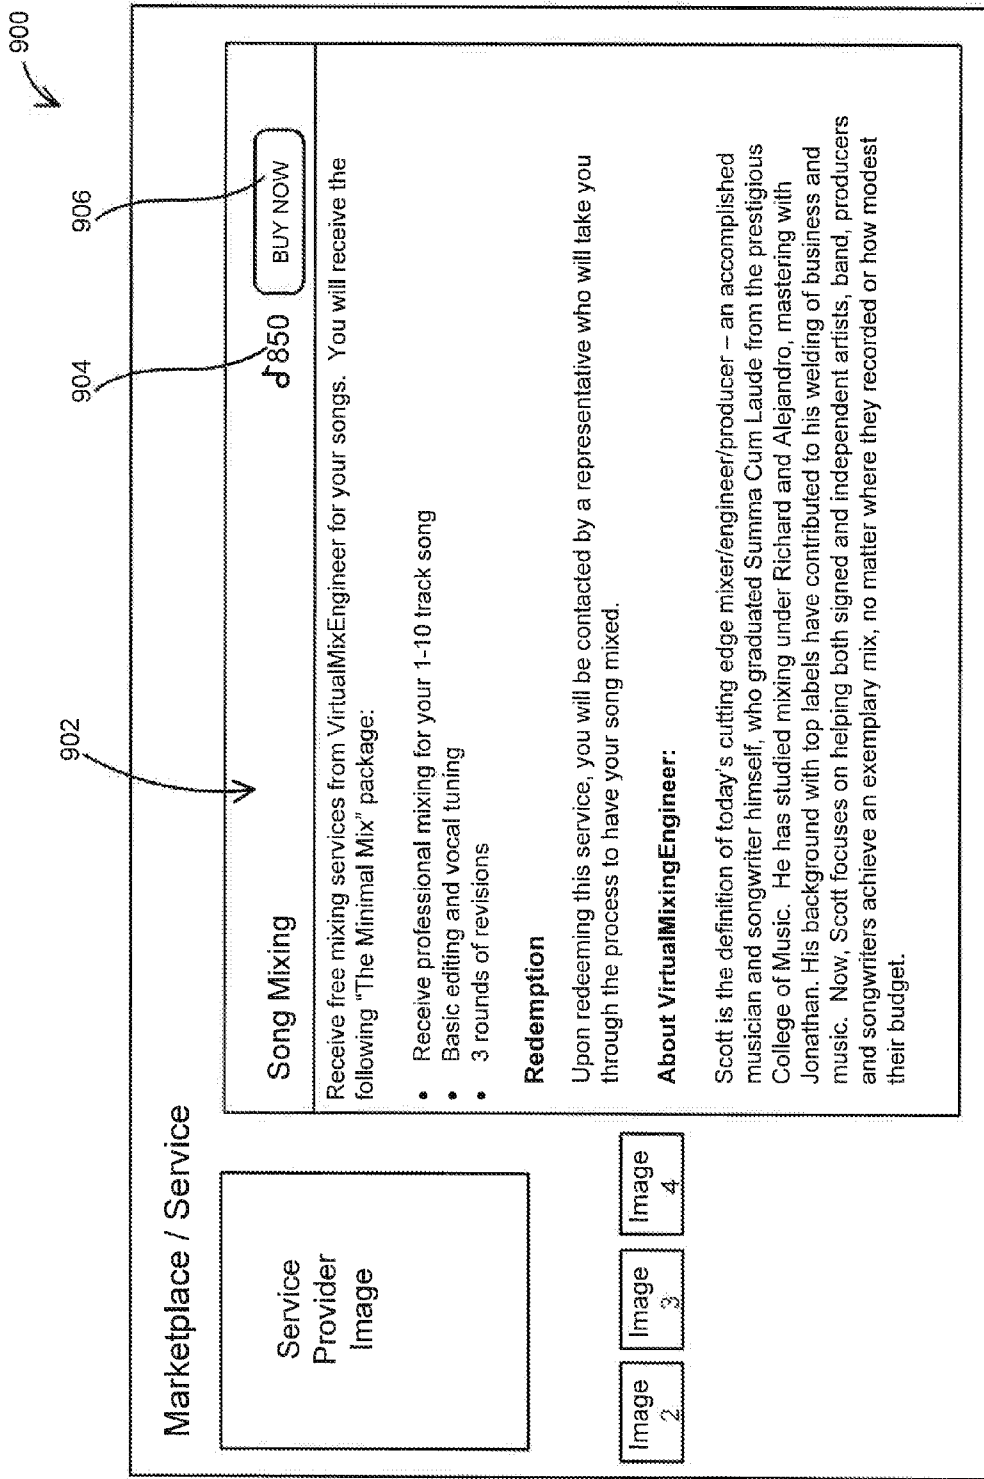 900
Marketplace / Service
Service
Provider
Image
Image
2
Image
3
Image
4
902
904
906
Song Mixing
♪850
BUY NOW
Receive free mixing services from VirtualMixEngineer for your songs. You will receive the
following “The Minimal Mix” package:
• Receive professional mixing for your 1-10 track song
• Basic editing and vocal tuning
• 3 rounds of revisions
Redemption
Upon redeeming this service, you will be contacted by a representative who will take you
through the process to have your song mixed.
About VirtualMixingEngineer:
Scott is the definition of today’s cutting edge mixer/engineer/producer – an accomplished
musician and songwriter himself, who graduated Summa Cum Laude from the prestigious
College of Music. He has studied mixing under Richard and Alejandro, mastering with
Jonathan. His background with top labels have contributed to his welding of business and
music. Now, Scott focuses on helping both signed and independent artists, band, producers
and songwriters achieve an exemplary mix, no matter where they recorded or how modest
their budget.